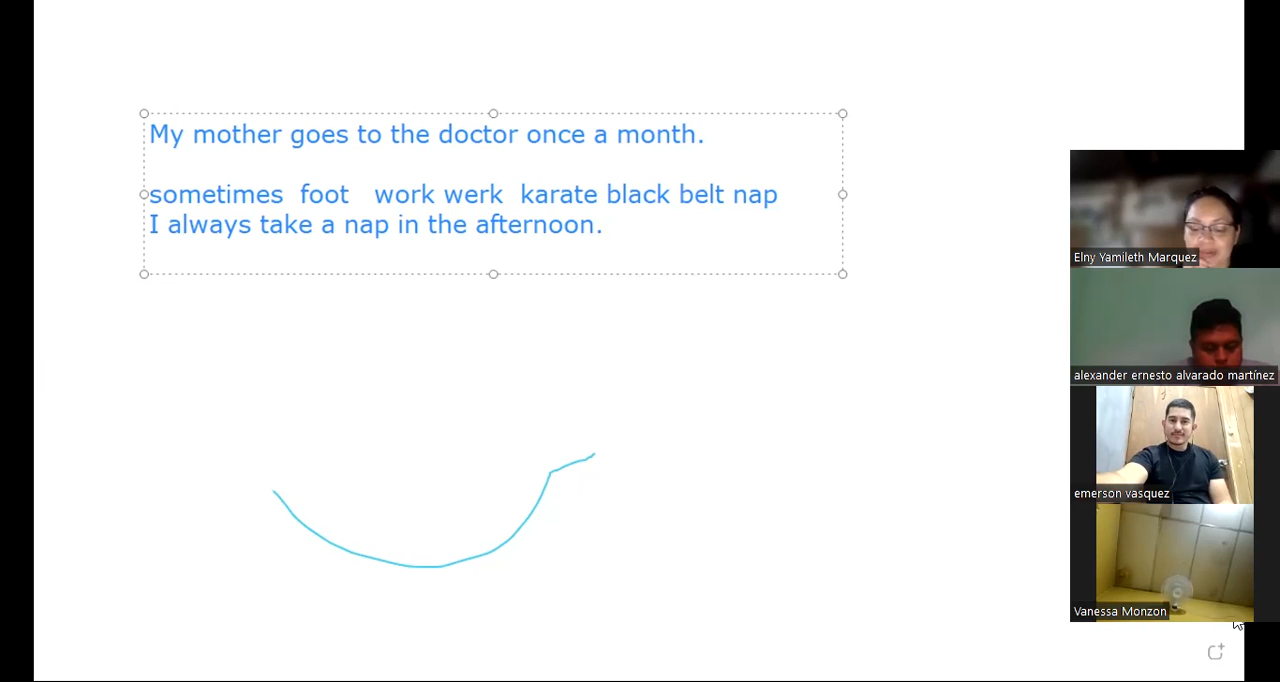 My mother goes to the doctor once a month.
sometimes foot work werk karate black belt nap
I always take a nap in the afternoon.
Elny Yamileth Marquez
alexander ernesto alvarado martínez
emerson vasquez
Vanessa Monzon